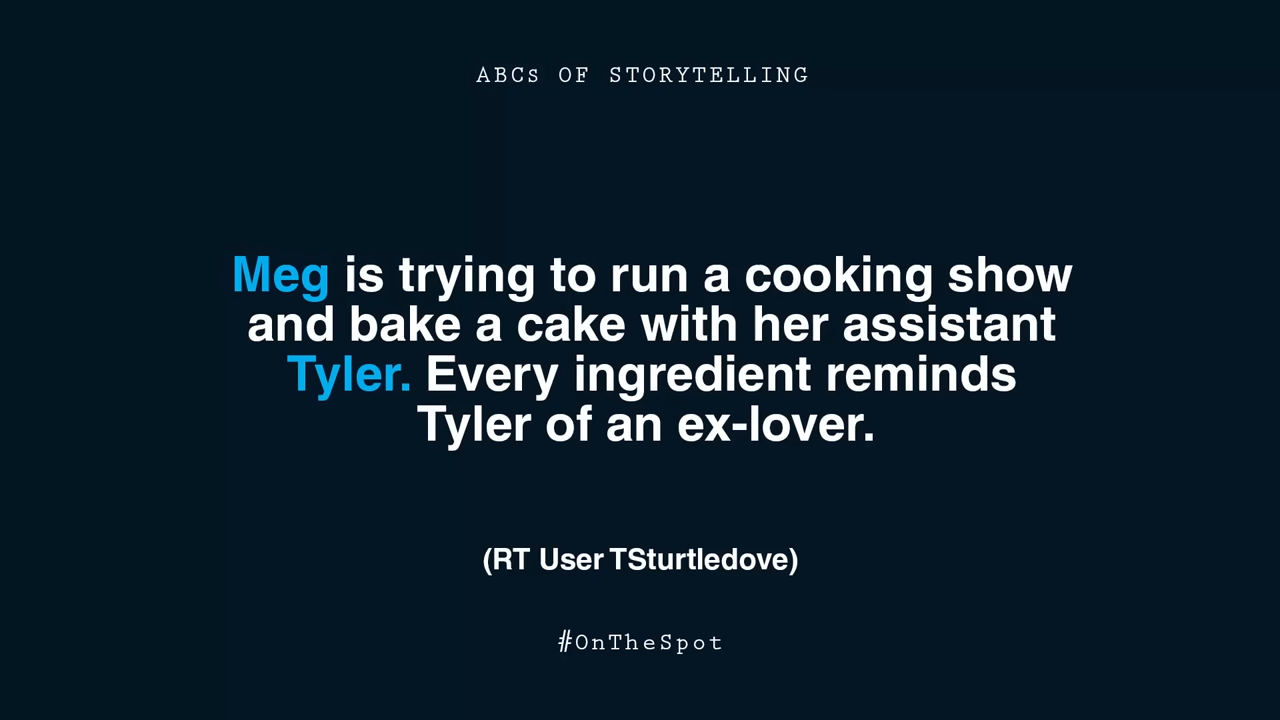 ABCs OF STORYTELLING
Meg is trying to run a cooking show
and bake a cake with her assistant
Tyler. Every ingredient reminds
Tyler of an ex-lover.
(RT User TSturtledove)
#OnTheSpot